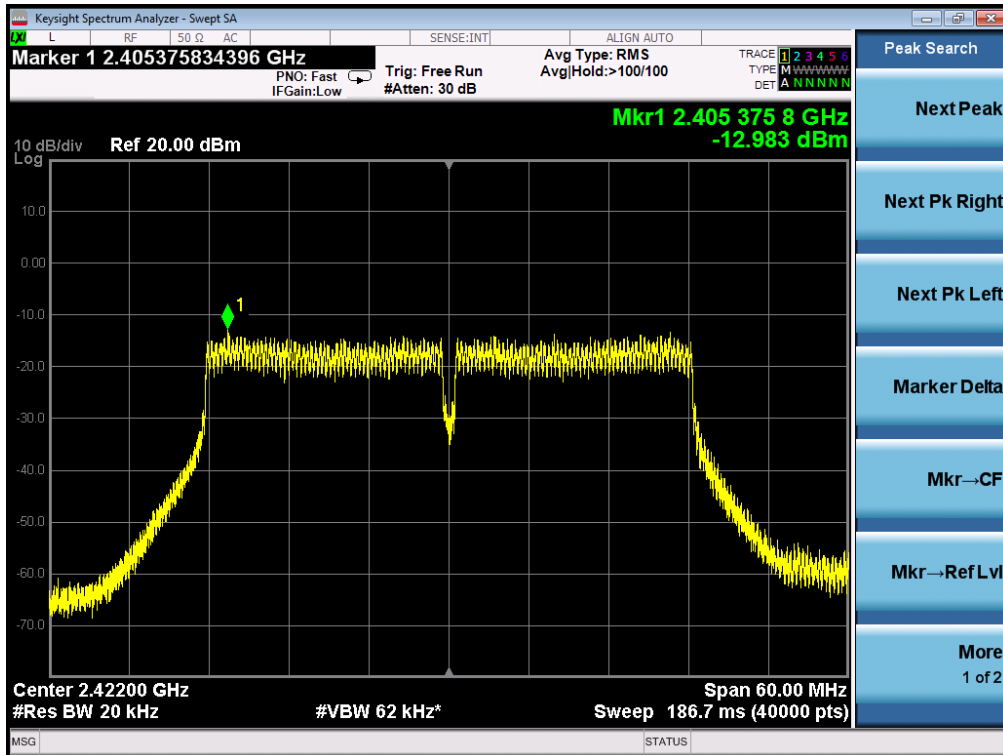 Keysight Spectrum Analyzer - Swept SA
LXI L RF 50 Ω AC SENSE:INT ALIGN AUTO
Marker 1 2.405375834396 GHz
PNO: Fast
IFGain:Low
Trig: Free Run
#Atten: 30 dB
Avg Type: RMS
Avg|Hold:>100/100
TRACE 1 2 3 4 5 6
TYPE M WWWWW
DET A N N N N N
Mkr1 2.405 375 8 GHz
-12.983 dBm
10 dB/div Ref 20.00 dBm
Log
10.0
0.00
1
-10.0
-20.0
-30.0
-40.0
-50.0
-60.0
-70.0
Center 2.42200 GHz Span 60.00 MHz
#Res BW 20 kHz #VBW 62 kHz* Sweep 186.7 ms (40000 pts)
MSG STATUS
Peak Search
Next Peak
Next Pk Right
Next Pk Left
Marker Delta
Mkr→CF
Mkr→Ref Lvl
More
1 of 2